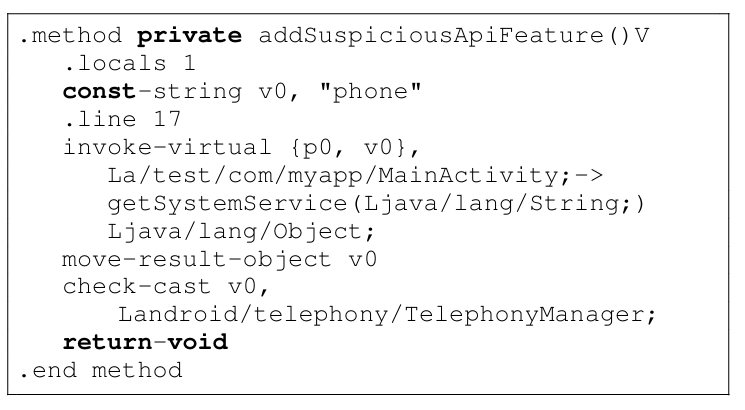 .method private addSuspiciousApiFeature()V
.locals 1
const-string v0, "phone"
.line 17
invoke-virtual {p0, v0},
La/test/com/myapp/MainActivity;->
getSystemService(Ljava/lang/String;)
Ljava/lang/Object;
move-result-object v0
check-cast v0,
Landroid/telephony/TelephonyManager;
return-void
.end method